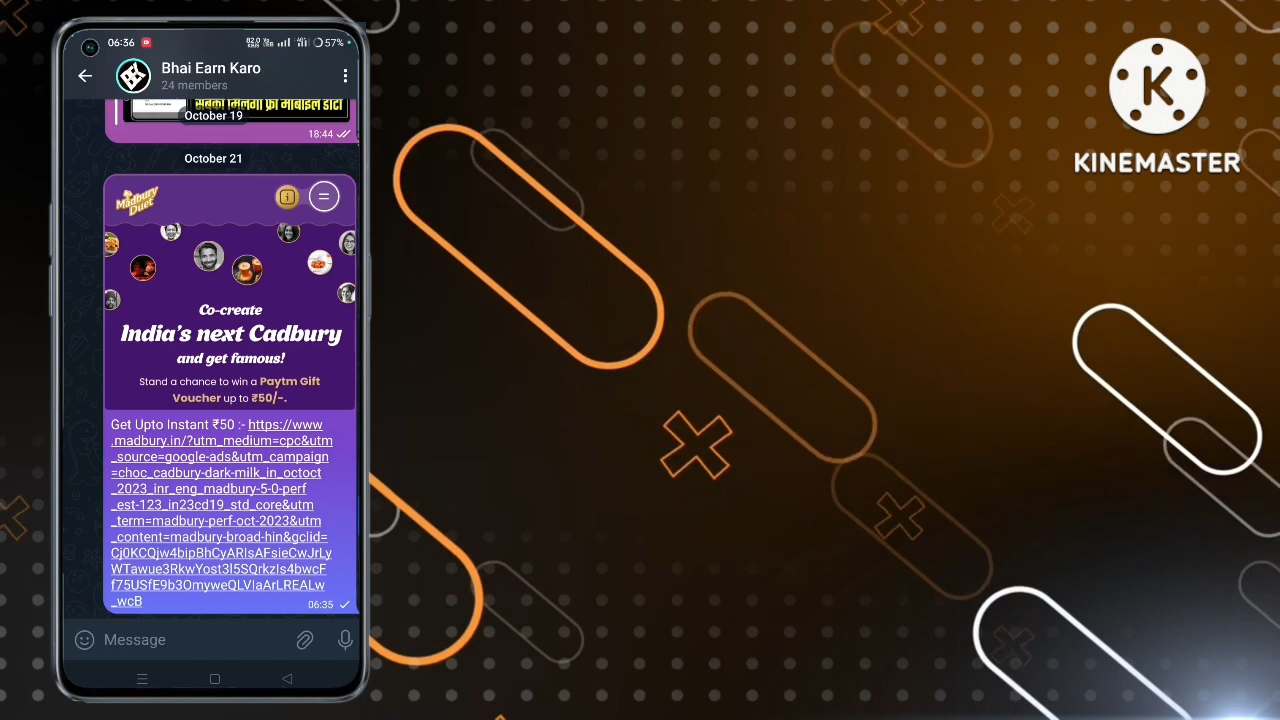 06:36
82.0
57%
Bhai Earn Karo
24 members
सबको मिलेगा फ्री मोबाइल डाटा
October 19
18:44
October 21
Madbury
Duet
Co-create
India's next Cadbury
and get famous!
Stand a chance to win a Paytm Gift
Voucher up to ₹50/-.
Get Upto Instant ₹50 :- https://www
.madbury.in/?utm_medium=cpc&utm
_source=google-ads&utm_campaign
=choc_cadbury-dark-milk_in_octoct
_2023_inr_eng_madbury-5-0-perf
_est-123_in23cd19_std_core&utm
_term=madbury-perf-oct-2023&utm
_content=madbury-broad-hin&gclid=
Cj0KCQjw4bipBhCyARIsAFsieCwJrLy
WTawue3RkwYost3l5SQrkzIs4bwcF
f75USfE9b3OmyweQLVIaArLREALw
_wcB
06:35
Message
K
KINEMASTER